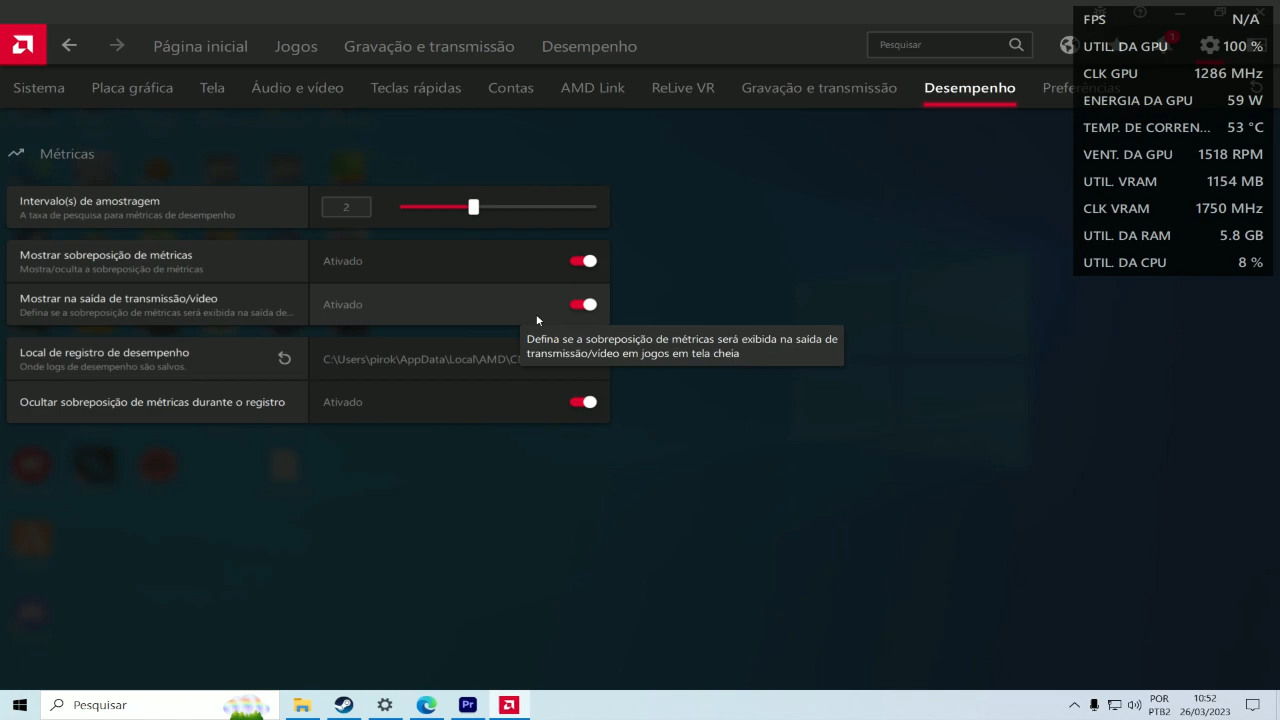 Página inicial
Jogos
Gravação e transmissão
Desempenho
Pesquisar
1
Sistema
Placa gráfica
Tela
Áudio e vídeo
Teclas rápidas
Contas
AMD Link
ReLive VR
Gravação e transmissão
Desempenho
FPS N/A
UTIL. DA GPU 100 %
CLK GPU 1286 MHz
ENERGIA DA GPU 59 W
TEMP. DE CORREN... 53 °C
VENT. DA GPU 1518 RPM
UTIL. VRAM 1154 MB
CLK VRAM 1750 MHz
UTIL. DA RAM 5.8 GB
UTIL. DA CPU 8 %
Métricas
Intervalo(s) de amostragem
A taxa de pesquisa para métricas de desempenho
2
Mostrar sobreposição de métricas
Mostra/oculta a sobreposição de métricas
Ativado
Mostrar na saída de transmissão/vídeo
Defina se a sobreposição de métricas será exibida na saída de...
Ativado
Defina se a sobreposição de métricas será exibida na saída de
transmissão/vídeo em jogos em tela cheia
Local de registro de desempenho
Onde logs de desempenho são salvos.
C:\Users\pirok\AppData\Local\AMD\C
Ocultar sobreposição de métricas durante o registro
Ativado
Pesquisar
Pr
POR
PTB2
10:52
26/03/2023